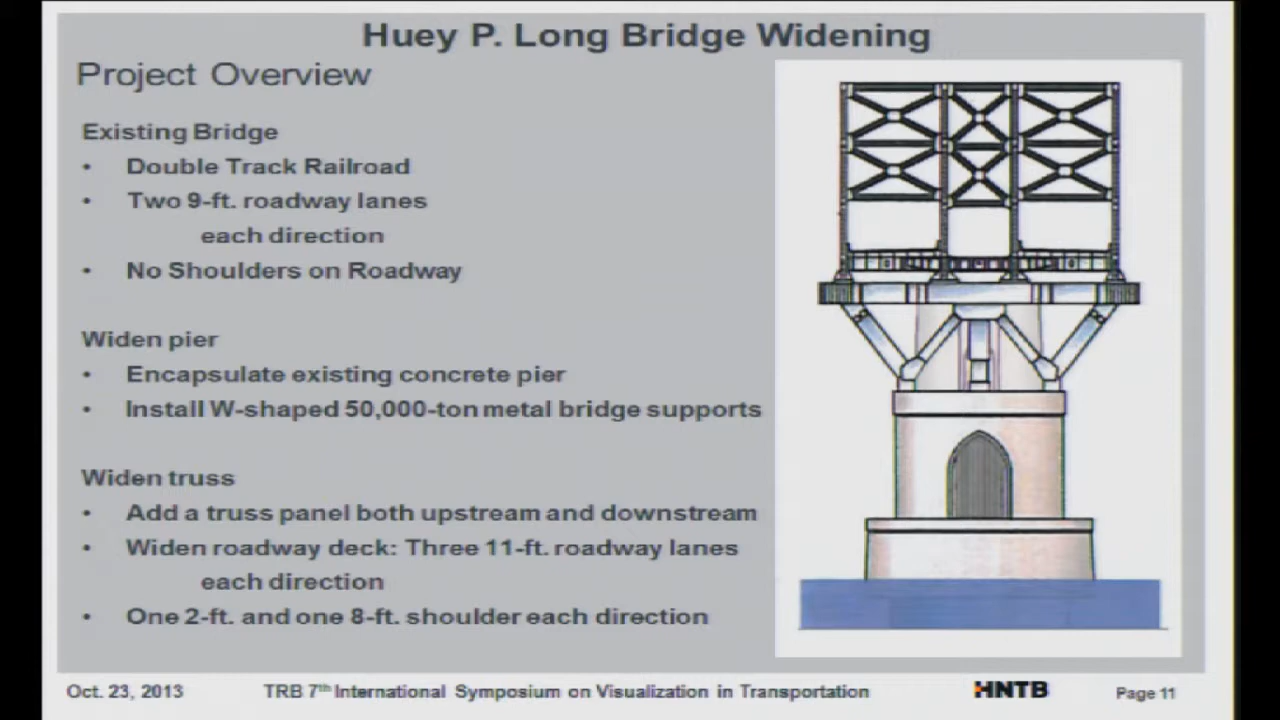 Huey P. Long Bridge Widening
Project Overview
Existing Bridge
• Double Track Railroad
• Two 9-ft. roadway lanes
each direction
• No Shoulders on Roadway
Widen pier
• Encapsulate existing concrete pier
• Install W-shaped 50,000-ton metal bridge supports
Widen truss
• Add a truss panel both upstream and downstream
• Widen roadway deck: Three 11-ft. roadway lanes
each direction
• One 2-ft. and one 8-ft. shoulder each direction
Oct. 23, 2013 TRB 7th International Symposium on Visualization in Transportation HNTB Page 11